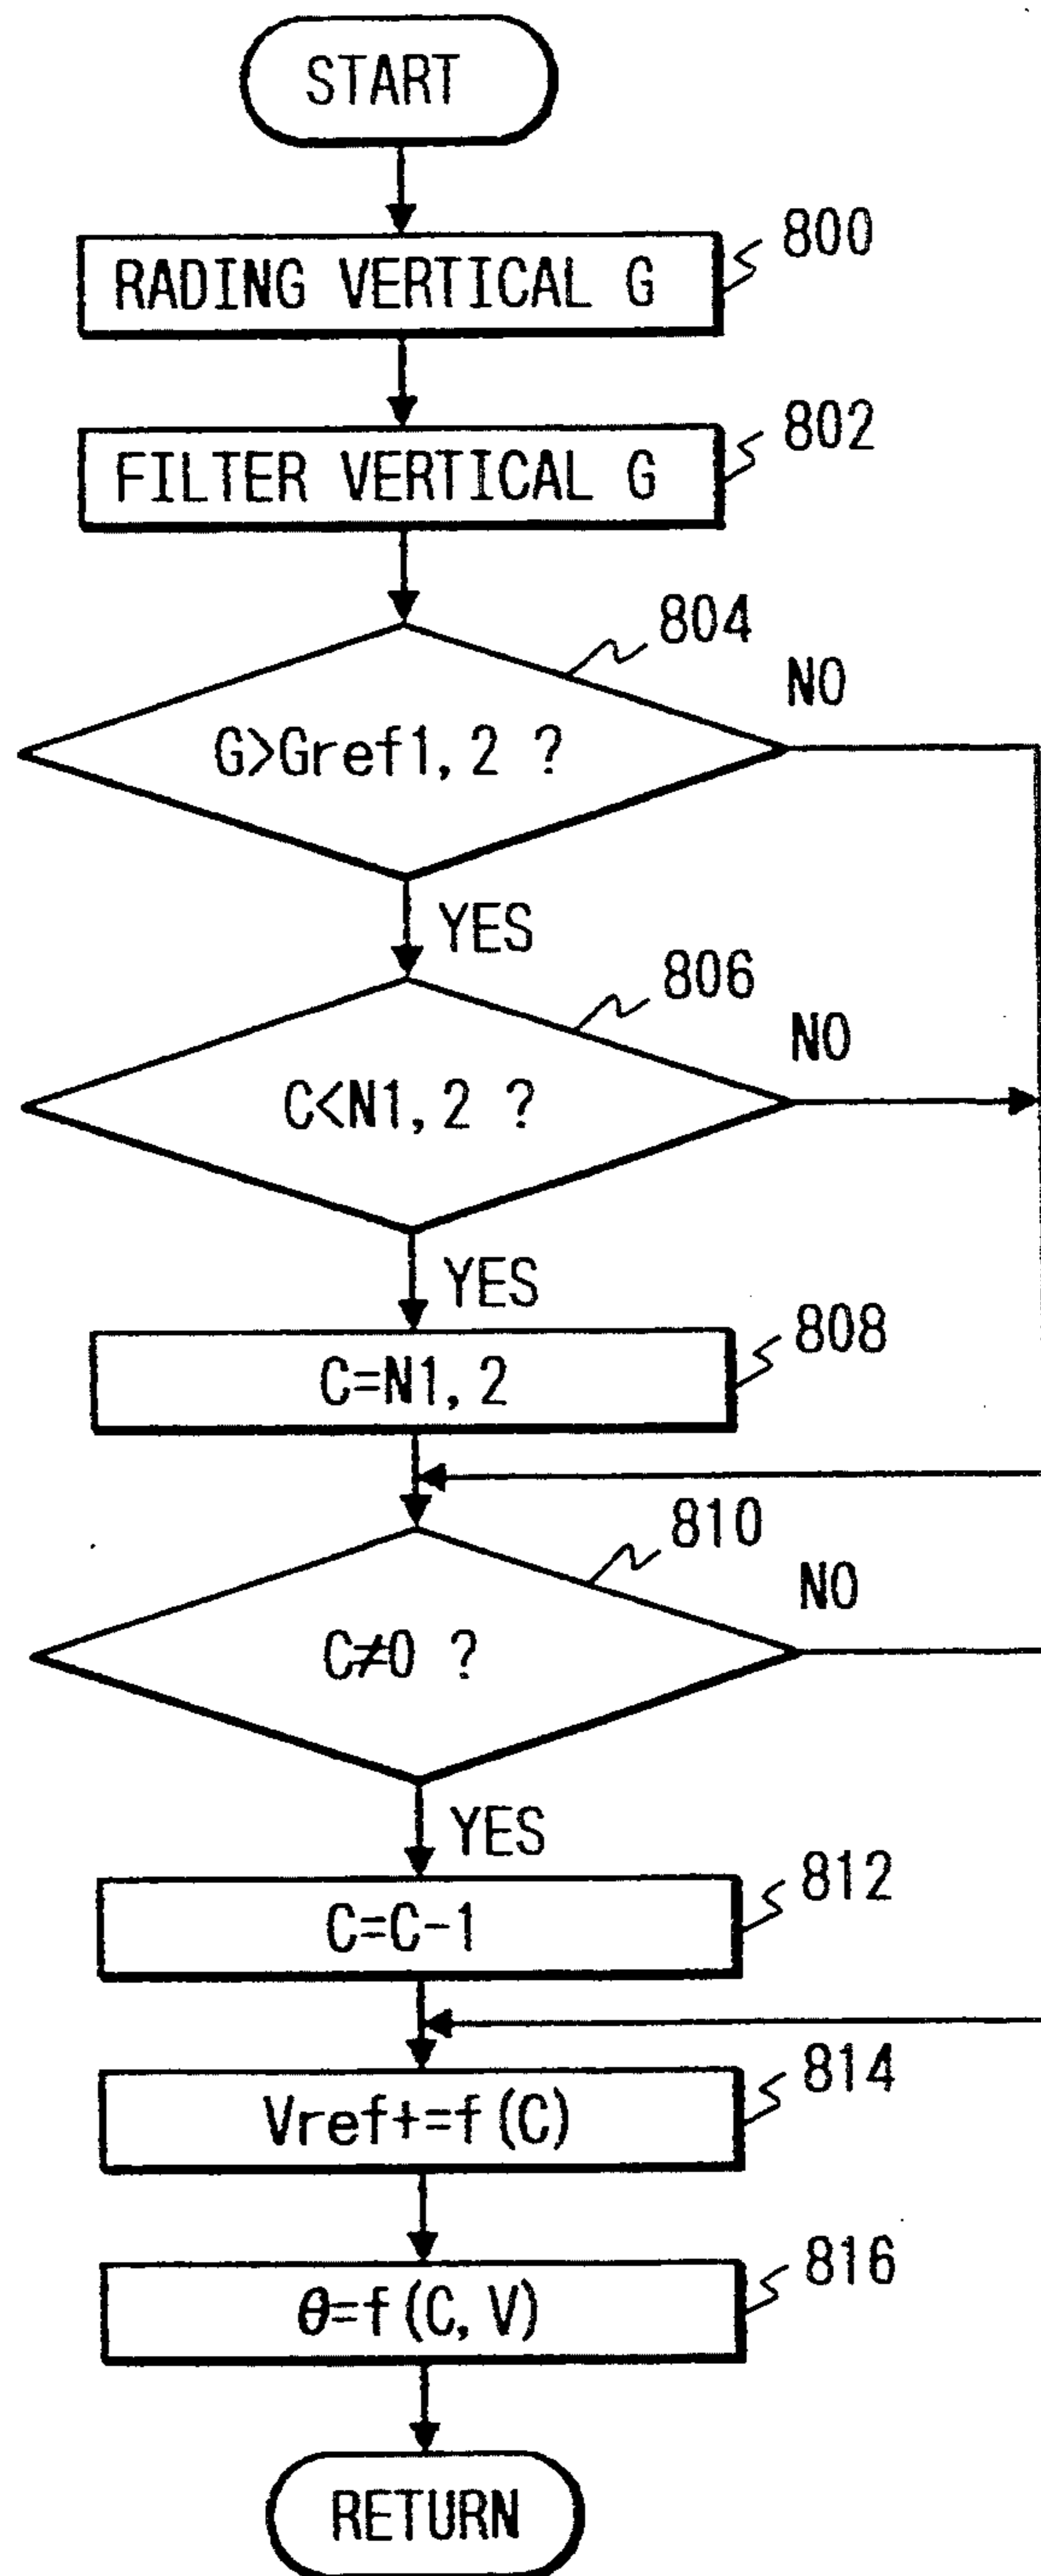 START
RADING VERTICAL G
800
FILTER VERTICAL G
802
804
G>Gref1,2 ?
NO
YES
806
C<N1,2 ?
NO
YES
808
C=N1,2
810
C≠0 ?
NO
YES
812
C=C-1
814
Vref+=f(C)
816
θ=f(C,V)
RETURN